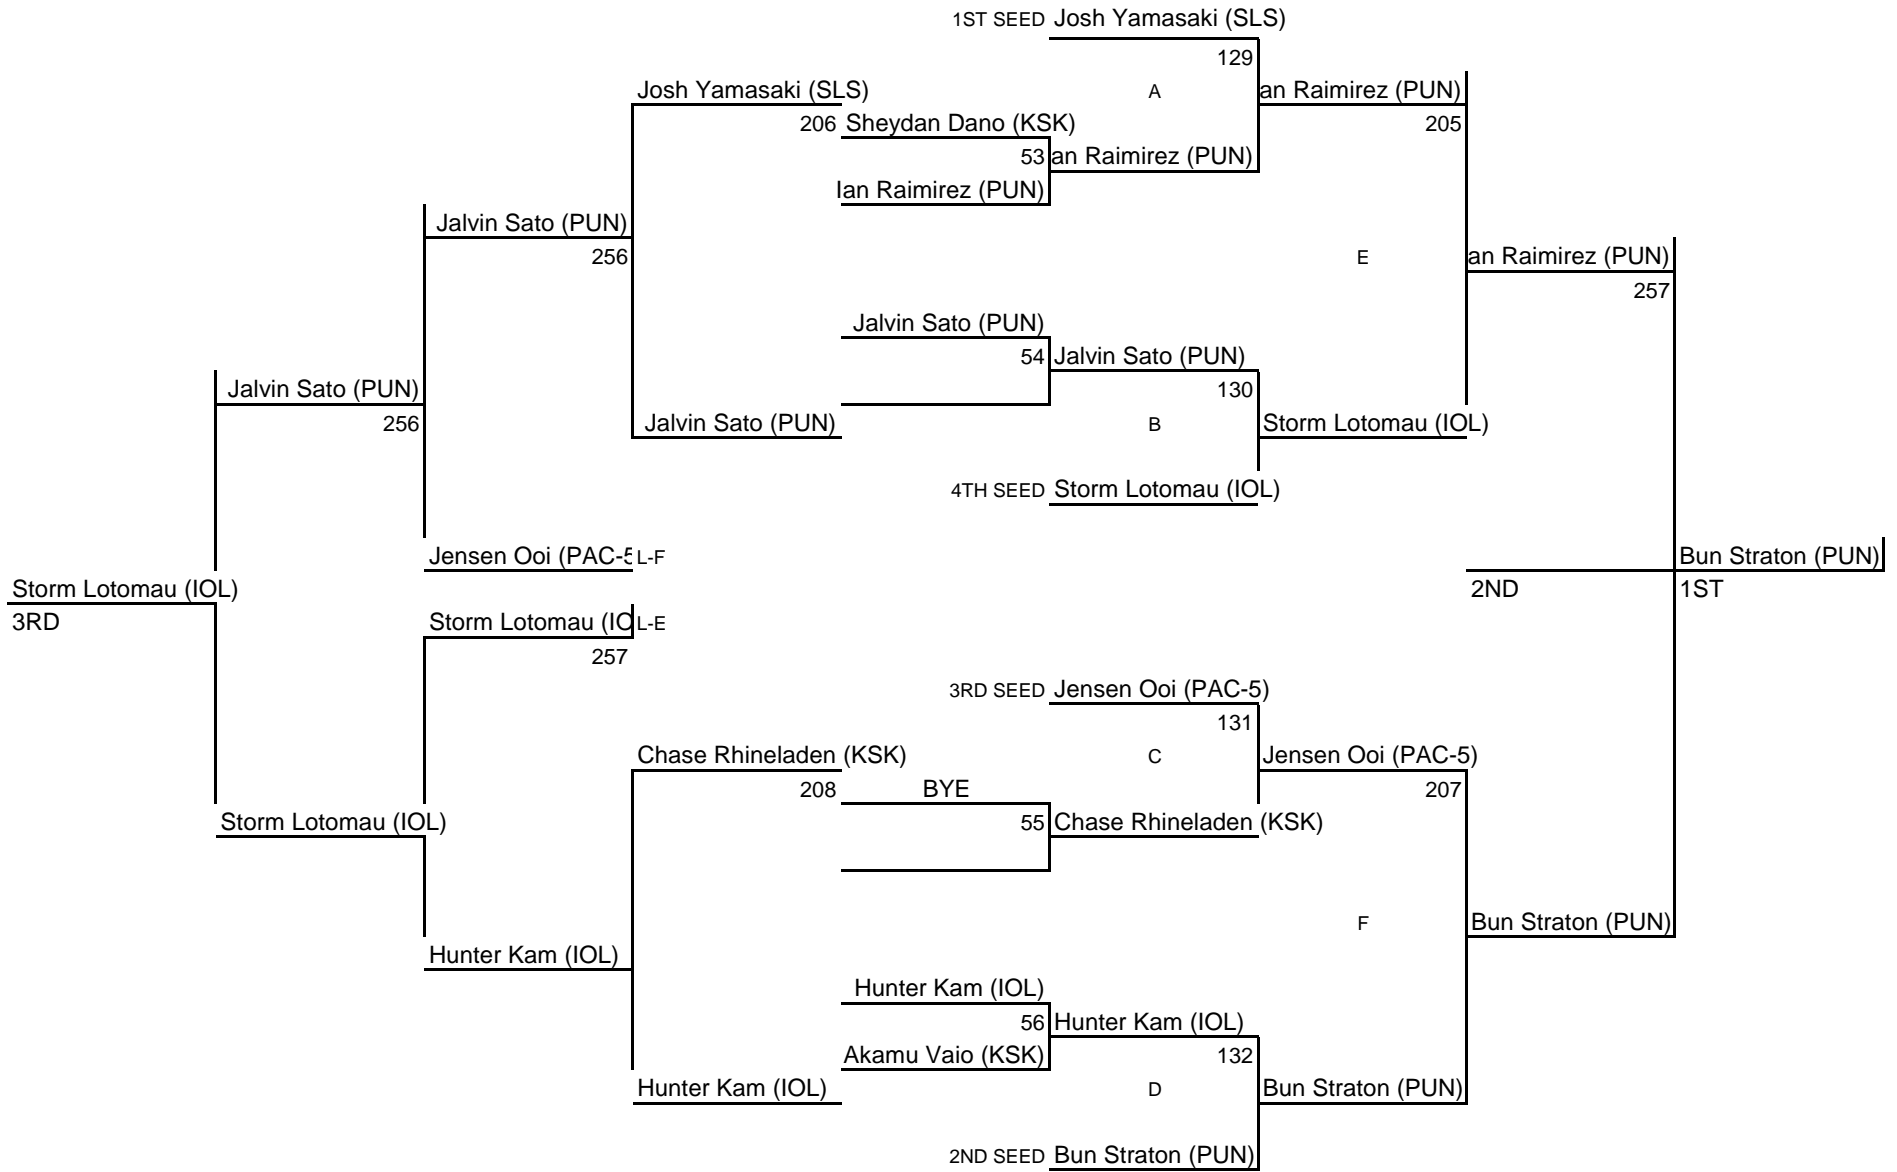 1ST SEED Josh Yamasaki (SLS)
129
Josh Yamasaki (SLS) A an Raimirez (PUN)
206 Sheydan Dano (KSK) 205
53 an Raimirez (PUN)
Ian Raimirez (PUN)
Jalvin Sato (PUN)
256 E an Raimirez (PUN)
257
Jalvin Sato (PUN)
54 Jalvin Sato (PUN)
Jalvin Sato (PUN) 130
256 Jalvin Sato (PUN) B Storm Lotomau (IOL)
4TH SEED Storm Lotomau (IOL)
Jensen Ooi (PAC-5 L-F Bun Straton (PUN)
Storm Lotomau (IOL) 2ND 1ST
3RD Storm Lotomau (IO L-E
257
3RD SEED Jensen Ooi (PAC-5)
131
Chase Rhineladen (KSK) C Jensen Ooi (PAC-5)
208 BYE 207
Storm Lotomau (IOL) 55 Chase Rhineladen (KSK)
F Bun Straton (PUN)
Hunter Kam (IOL)
Hunter Kam (IOL)
56 Hunter Kam (IOL)
Akamu Vaio (KSK) 132
Hunter Kam (IOL) D Bun Straton (PUN)
2ND SEED Bun Straton (PUN)